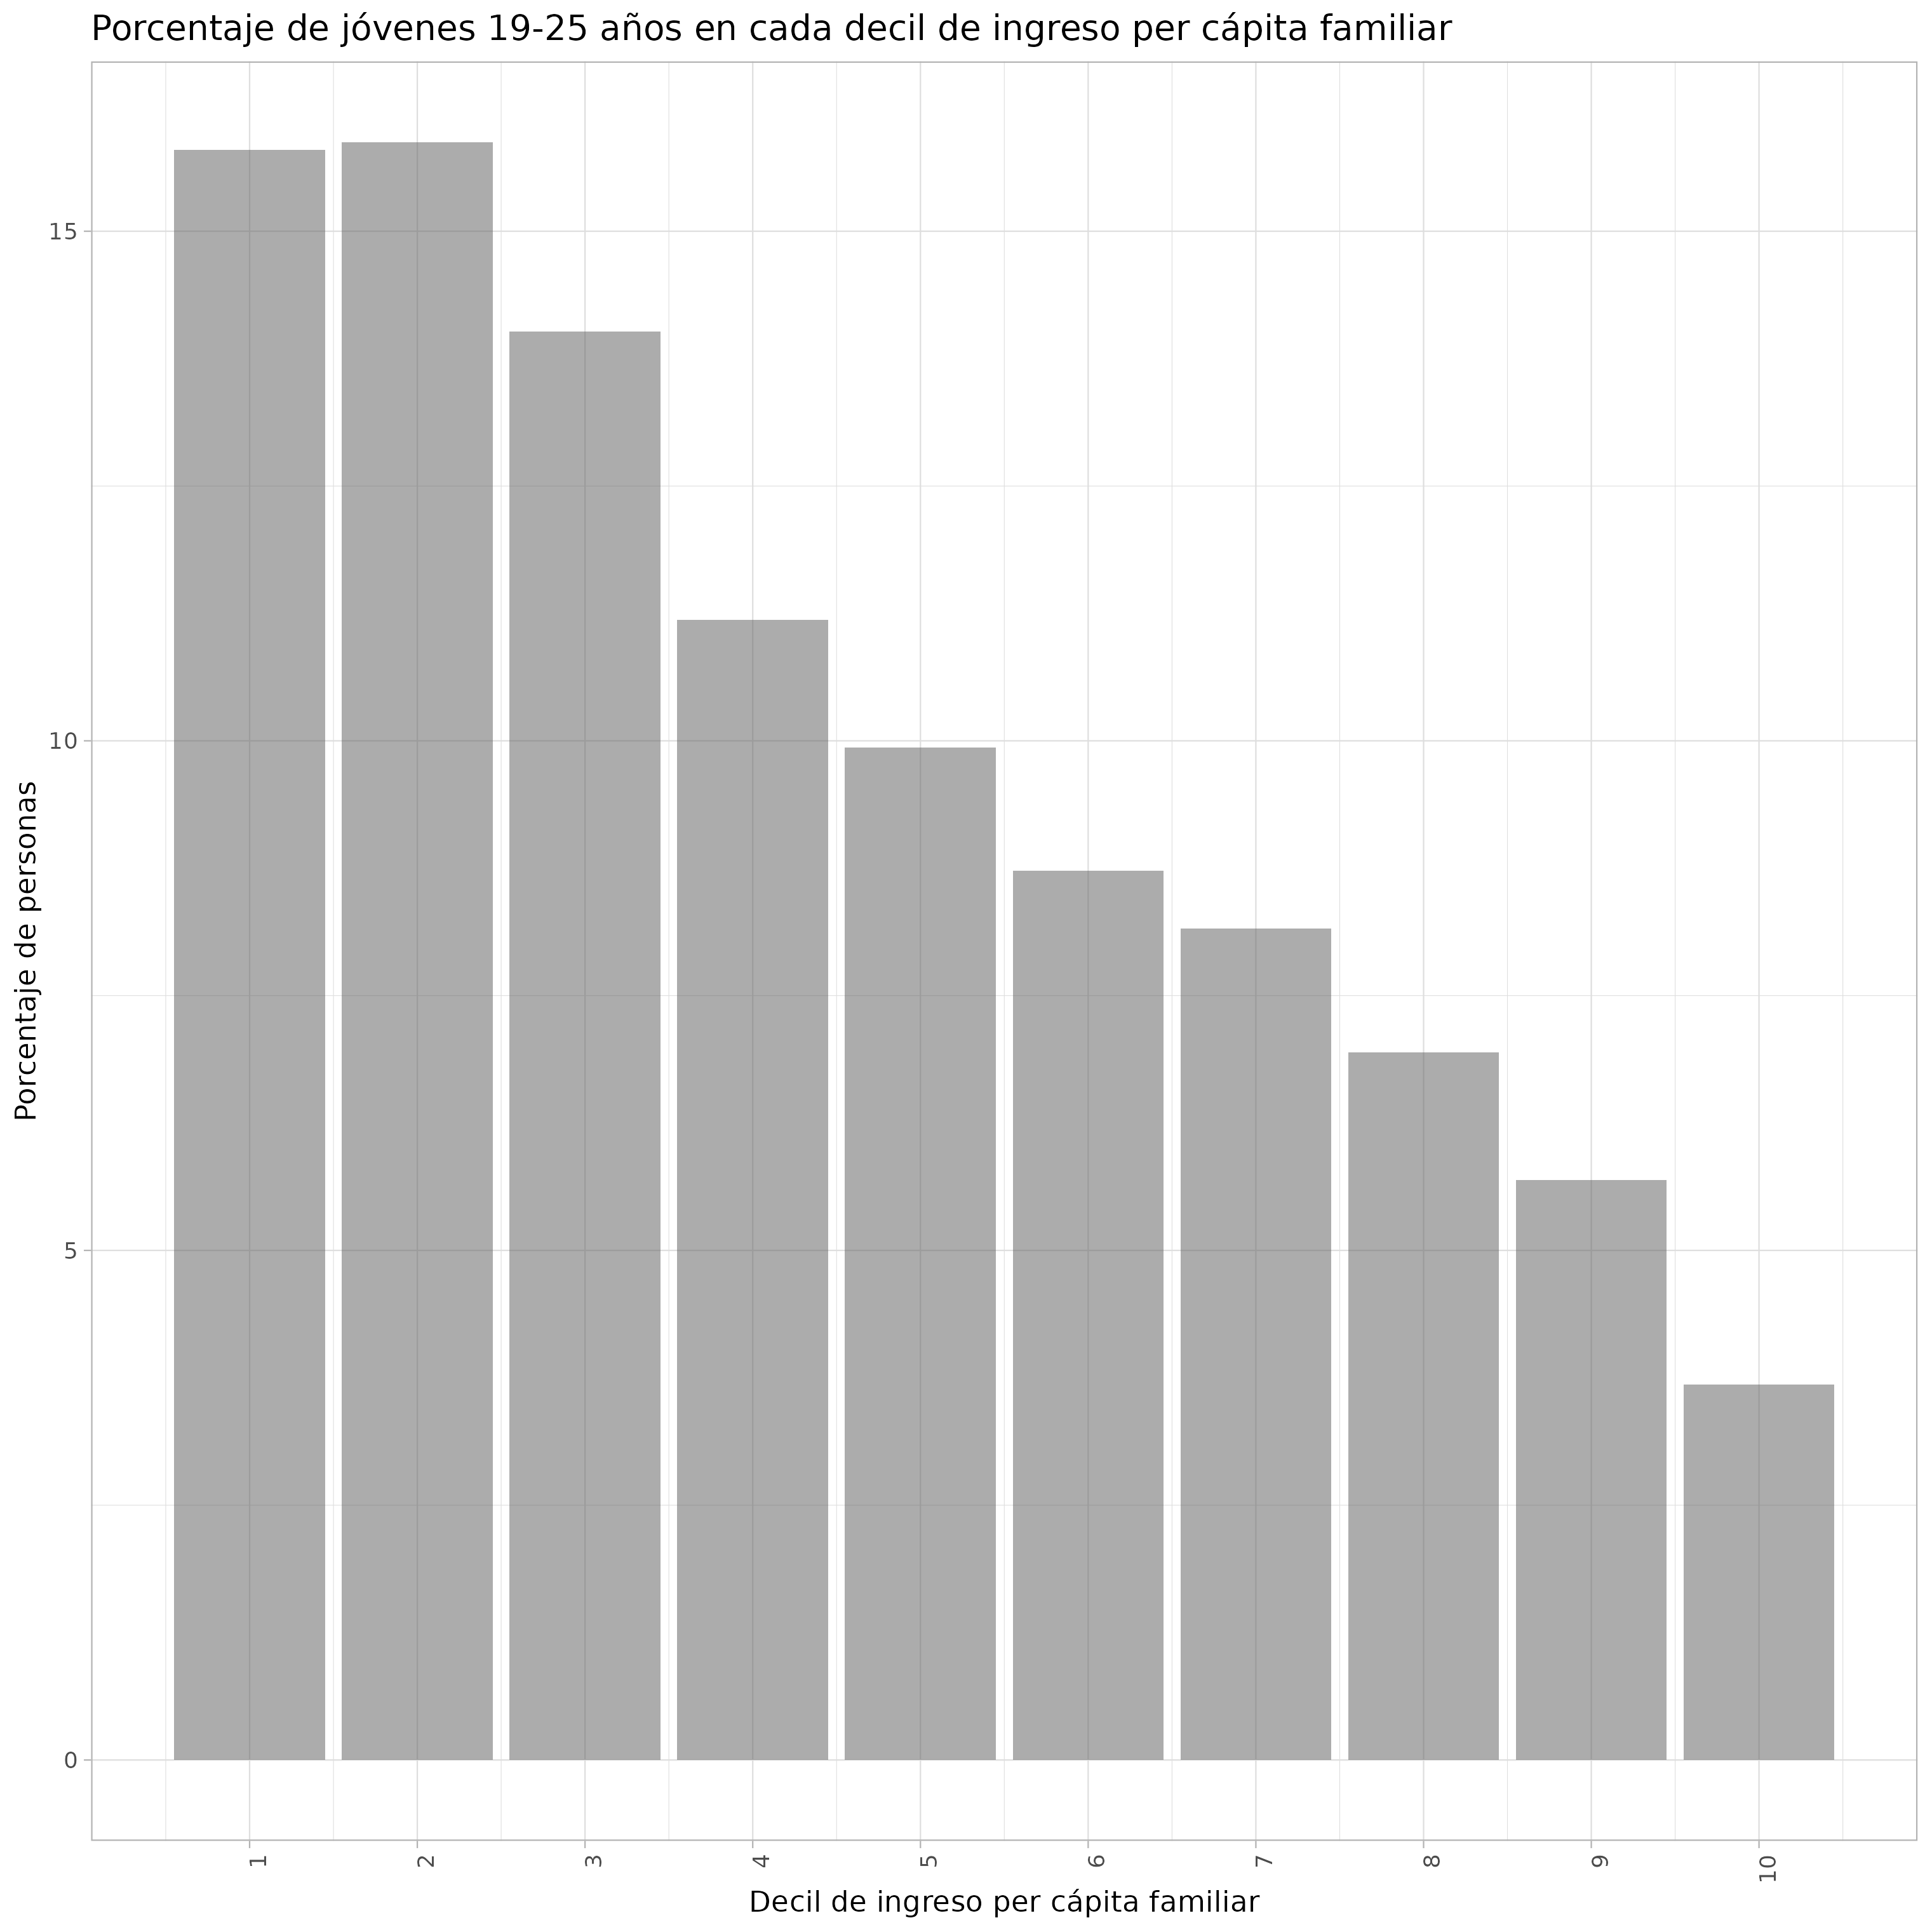 Porcentaje de jóvenes 19-25 años en cada decil de ingreso per cápita familiar
Porcentaje de personas
15
10
5
0
1 2 3 4 5 6 7 8 9 10
Decil de ingreso per cápita familiar